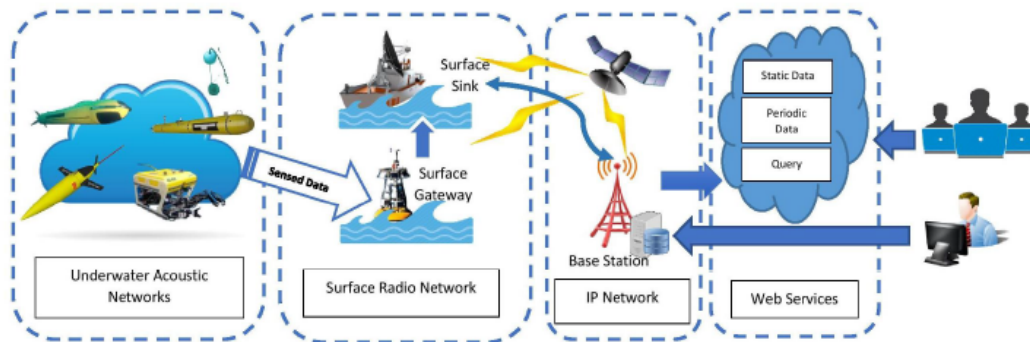 Sensed Data
Underwater Acoustic
Networks
Surface
Sink
Surface
Gateway
Surface Radio Network
Base Station
IP Network
Static Data
Periodic
Data
Query
Web Services